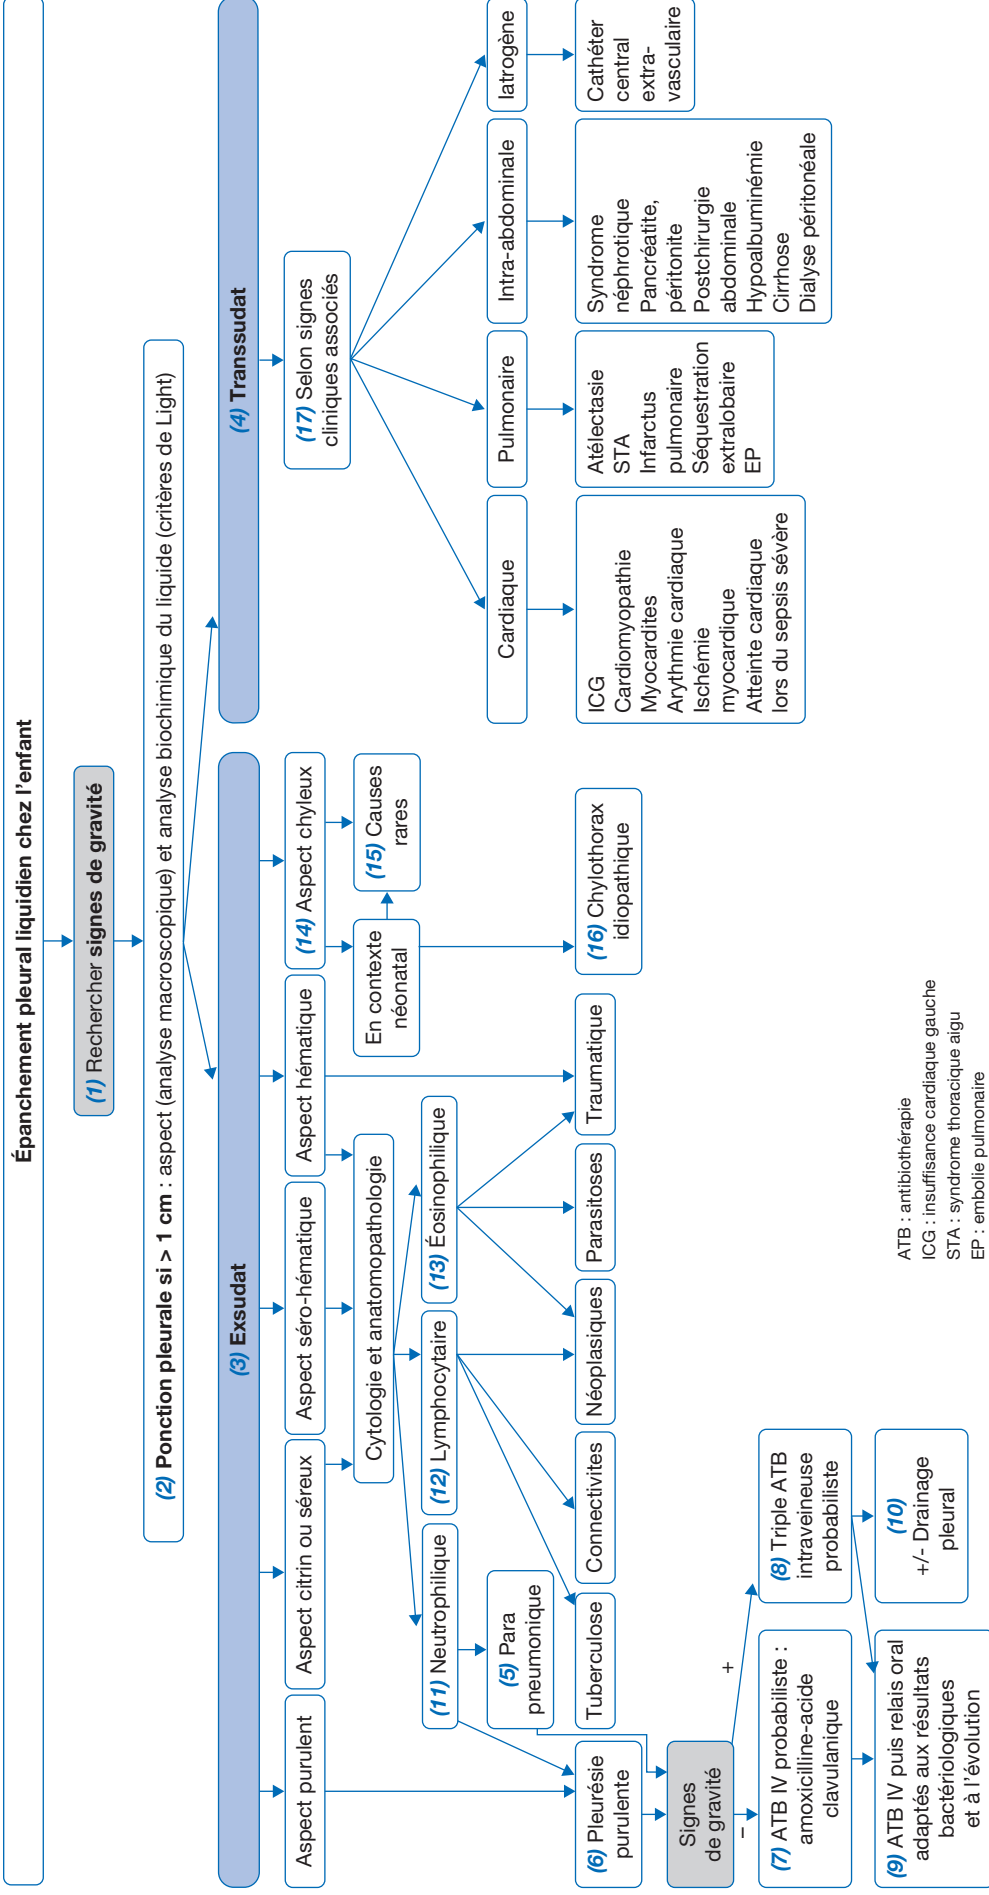 Épanchement pleural liquidien chez l'enfant
(1) Rechercher signes de gravité
(2) Ponction pleurale si > 1 cm : aspect (analyse macroscopique) et analyse biochimique du liquide (critères de Light)
(3) Exsudat
(4) Transsudat
Aspect purulent
Aspect citrin ou séreux
Aspect séro-hématique
Aspect hématique
(14) Aspect chyleux
(17) Selon signes
cliniques associés
Cytologie et anatomopathologie
En contexte
néonatal
(15) Causes
rares
(11) Neutrophilique
(12) Lymphocytaire
(13) Éosinophilique
(5) Para
pneumonique
Cardiaque
Pulmonaire
Intra-abdominale
Iatrogène
(6) Pleurésie
purulente
Tuberculose
Connectivites
Néoplasiques
Parasitoses
Traumatique
(16) Chylothorax
idiopathique
ICG
Cardiomyopathie
Myocardites
Arythmie cardiaque
Ischémie
myocardique
Atteinte cardiaque
lors du sepsis sévère
Atélectasie
STA
Infarctus
pulmonaire
Séquestration
extralobaire
EP
Syndrome
néphrotique
Pancréatite,
péritonite
Postchirurgie
abdominale
Hypoalbuminémie
Cirrhose
Dialyse péritonéale
Cathéter
central
extra-
vasculaire
Signes
de gravité
–
+
(7) ATB IV probabiliste :
amoxicilline-acide
clavulanique
(8) Triple ATB
intraveineuse
probabiliste
(9) ATB IV puis relais oral
adaptés aux résultats
bactériologiques
et à l'évolution
(10)
+/- Drainage
pleural
ATB : antibiothérapie
ICG : insuffisance cardiaque gauche
STA : syndrome thoracique aigu
EP : embolie pulmonaire